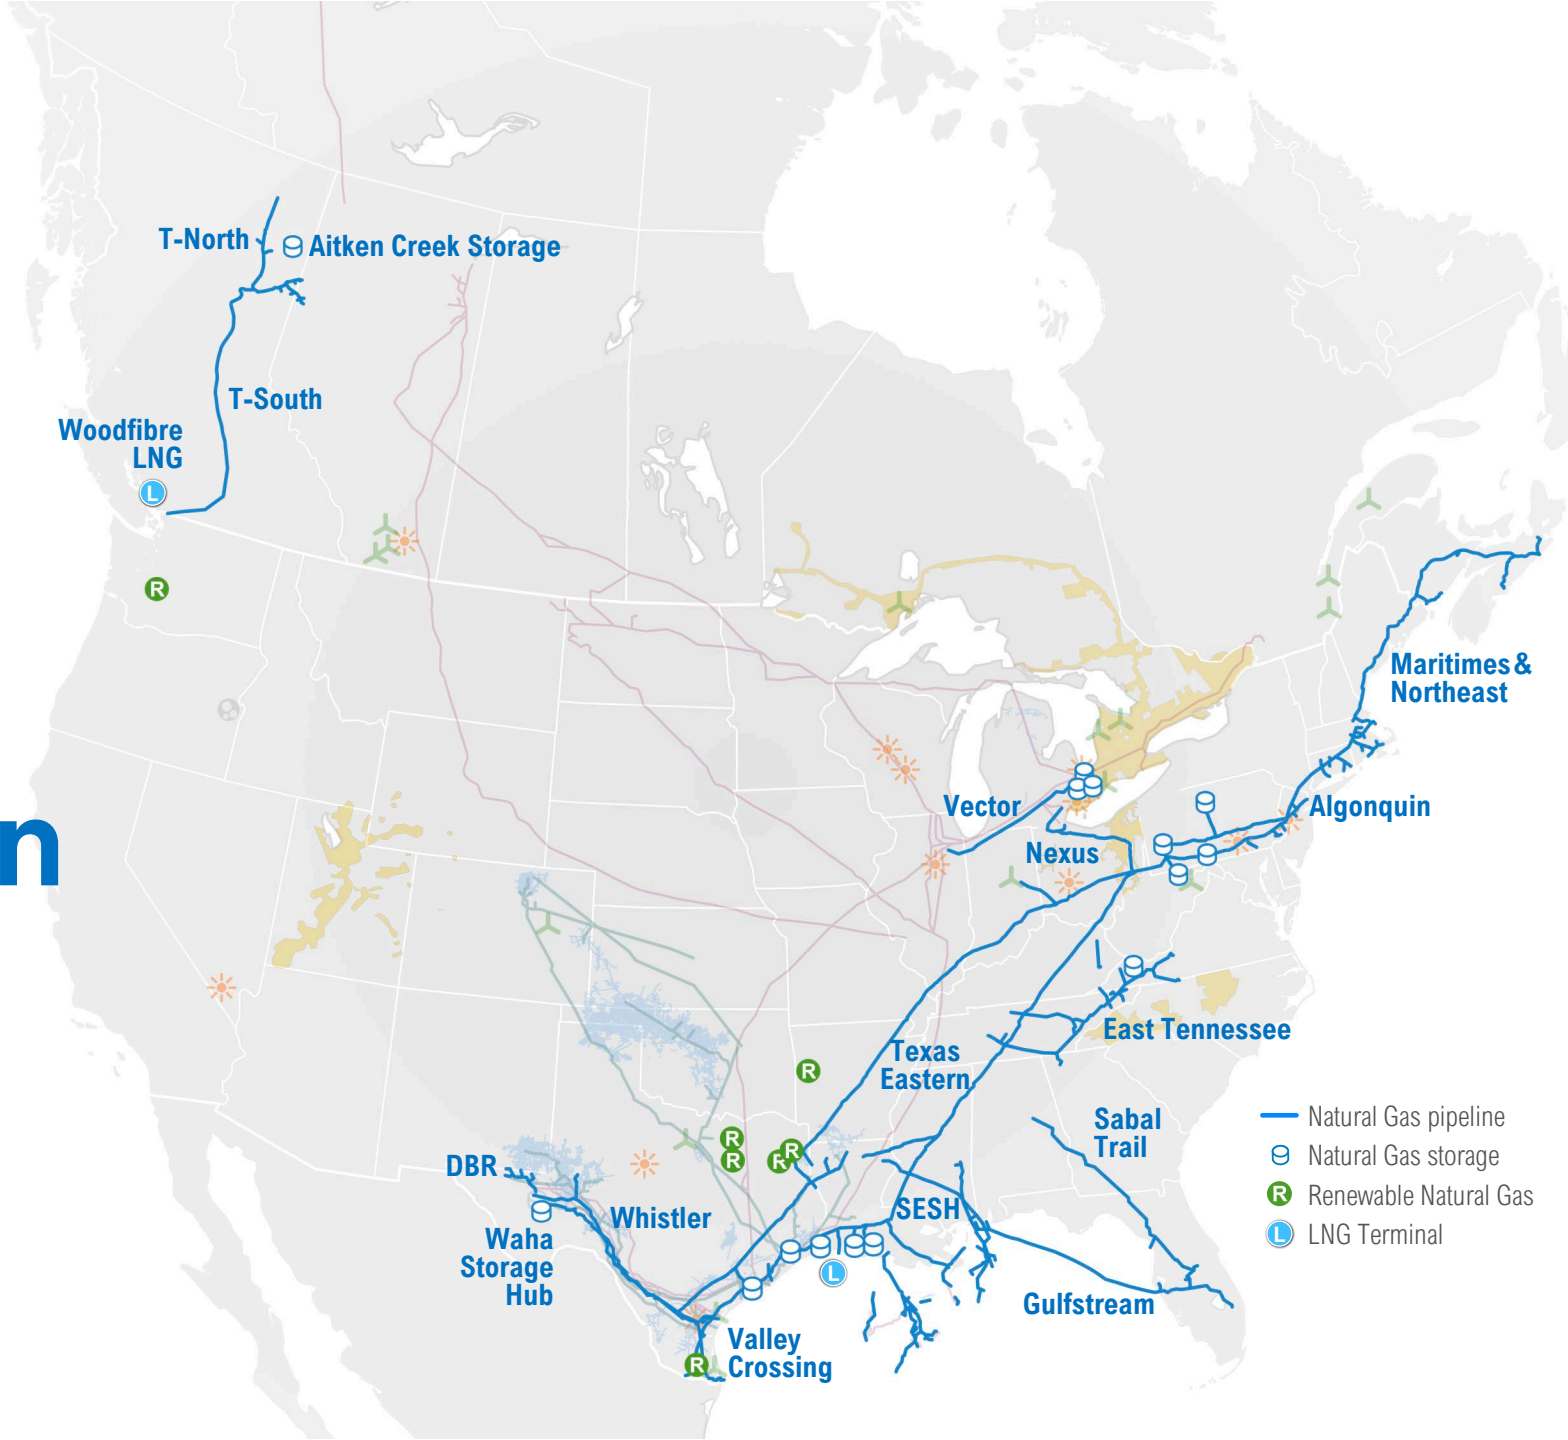 T-North
Aitken Creek Storage
T-South
Woodfibre
LNG
L
R
Maritimes &
Northeast
Vector
Algonquin
n
Nexus
East Tennessee
Texas
Eastern
R
Sabal
Trail
Natural Gas pipeline
R
R
R
R
Natural Gas storage
DBR
R Renewable Natural Gas
Whistler
SESH
L LNG Terminal
Waha
Storage
Hub
L
Gulfstream
Valley
Crossing
R